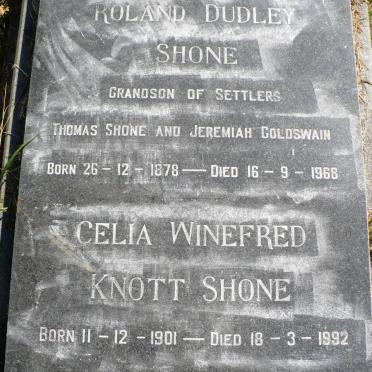 ROLAND DUDLEY
SHONE
GRANDSON OF SETTLERS
THOMAS SHONE AND JEREMIAH GOLDSWAIN
BORN 26 - 12 - 1878 — DIED 16 - 9 - 1968
CELIA WINEFRED
KNOTT SHONE
BORN 11 - 12 - 1901 — DIED 18 - 3 - 1992